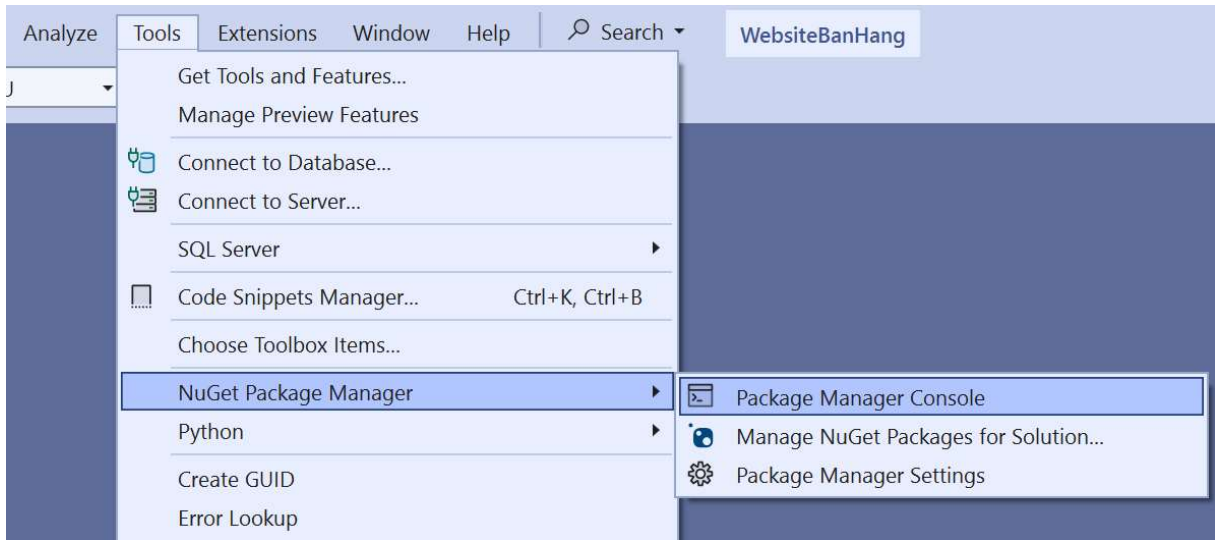 Analyze Tools Extensions Window Help Search WebsiteBanHang
Get Tools and Features...
Manage Preview Features
Connect to Database...
Connect to Server...
SQL Server
Code Snippets Manager... Ctrl+K, Ctrl+B
Choose Toolbox Items...
NuGet Package Manager
Package Manager Console
Python
Manage NuGet Packages for Solution...
Create GUID
Package Manager Settings
Error Lookup